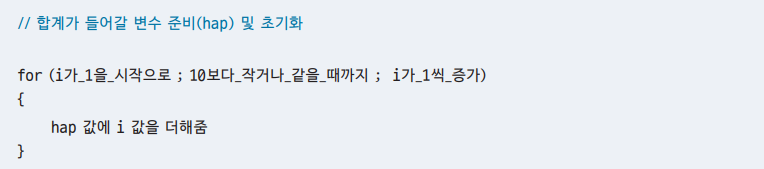 // 합계가 들어갈 변수 준비(hap) 및 초기화
for (i가_1을_시작으로 ; 10보다_작거나_같을_때까지 ; i가_1씩_증가)
{
hap 값에 i 값을 더해줌
}